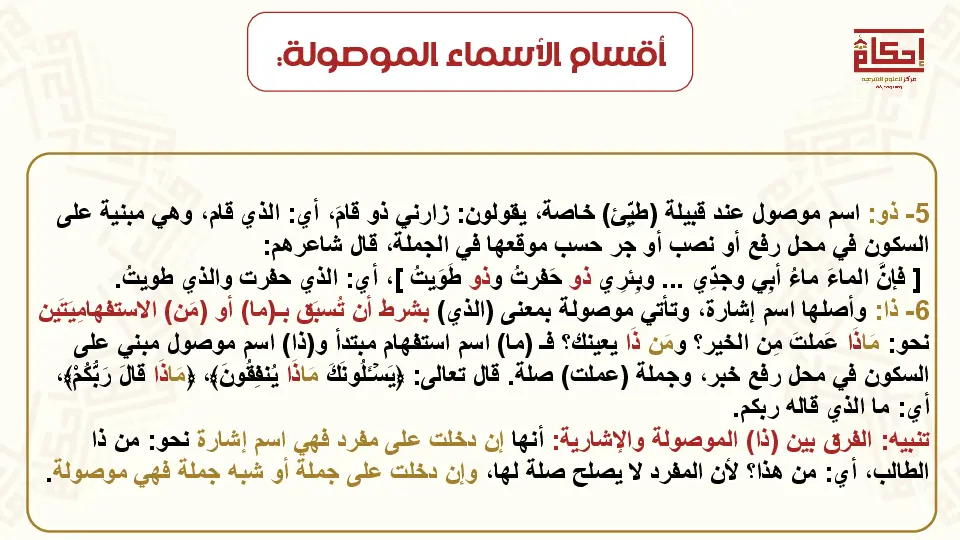 أقسام الأسماء الموصولة:
إحكام
مركز للعلوم الشرعية
5- ذو: اسم موصول عند قبيلة (طيِّئ) خاصة، يقولون: زارني ذو قامَ، أي: الذي قام، وهي مبنية على
السكون في محل رفع أو نصب أو جر حسب موقعها في الجملة، قال شاعرهم:
[ فإنَّ الماءَ ماءُ أبي وجدِّي ... وبِئرِي ذو حَفرتُ وذو طَوَيتُ ]، أي: الذي حفرت والذي طويتُ.
6- ذا: وأصلها اسم إشارة، وتأتي موصولة بمعنى (الذي) بشرط أن تُسبَق بـ(ما) أو (مَن) الاستفهامِيَتَين
نحو: مَاذَا عَملتَ مِن الخير؟ ومَن ذَا يعينكَ؟ فـ (ما) اسم استفهام مبتدأ و(ذا) اسم موصول مبني على
السكون في محل رفع خبر، وجملة (عملت) صلة. قال تعالى: ﴿يَسْـَٔلُونَكَ مَاذَا يُنفِقُونَ﴾، ﴿مَاذَا قَالَ رَبُّكُمْ﴾،
أي: ما الذي قاله ربكم.
تنبيه: الفرق بين (ذا) الموصولة والإشارية: أنها إن دخلت على مفرد فهي اسم إشارة نحو: من ذا
الطالب، أي: من هذا؟ لأن المفرد لا يصلح صلة لها، وإن دخلت على جملة أو شبه جملة فهي موصولة.